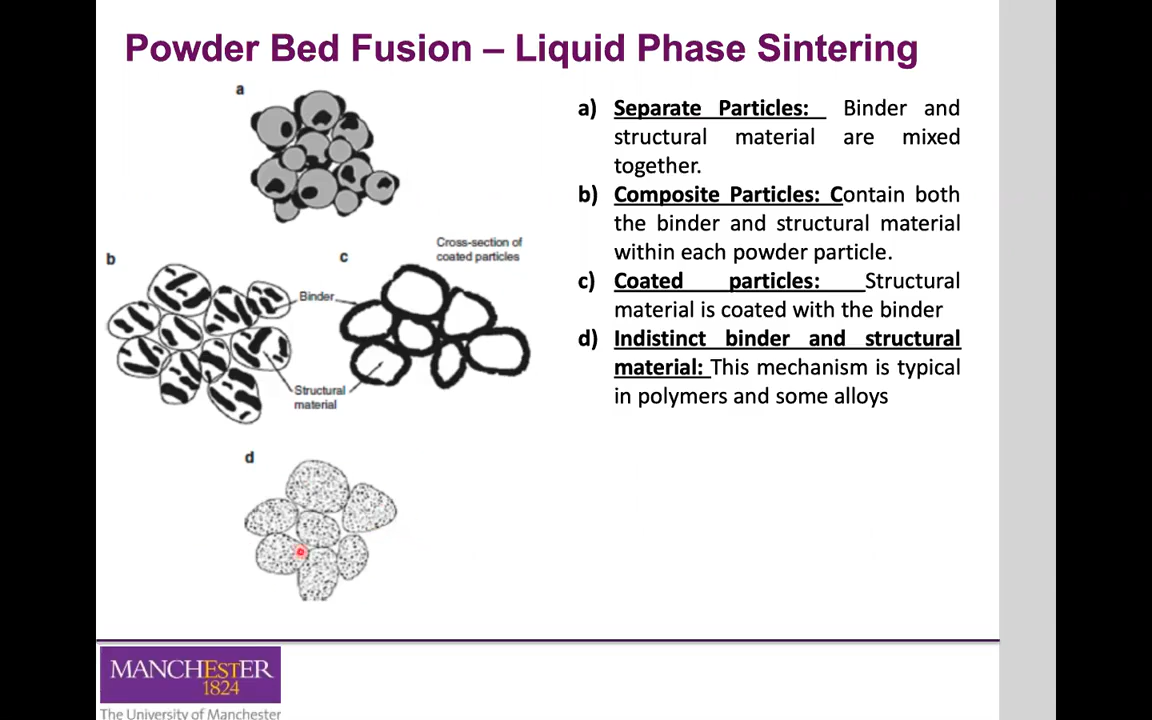 Powder Bed Fusion – Liquid Phase Sintering
a
b
Cross-section of
coated particles
c
Binder
Structural
material
d
a) Separate Particles: Binder and
structural material are mixed
together.
b) Composite Particles: Contain both
the binder and structural material
within each powder particle.
c) Coated particles: Structural
material is coated with the binder
d) Indistinct binder and structural
material: This mechanism is typical
in polymers and some alloys
MANCHESTER
1824
The University of Manchester